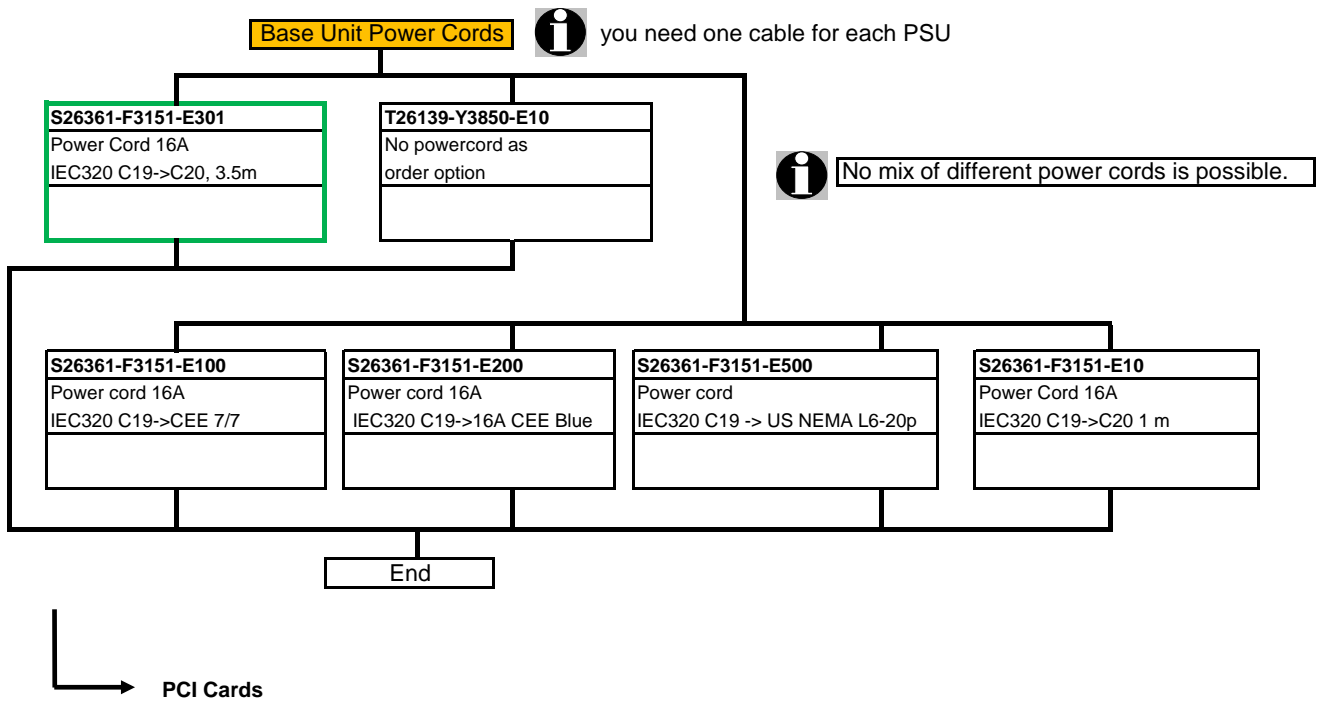 Base Unit Power Cords
you need one cable for each PSU
S26361-F3151-E301
Power Cord 16A
IEC320 C19->C20, 3.5m
T26139-Y3850-E10
No powercord as
order option
No mix of different power cords is possible.
S26361-F3151-E100
Power cord 16A
IEC320 C19->CEE 7/7
S26361-F3151-E200
Power cord 16A
IEC320 C19->16A CEE Blue
S26361-F3151-E500
Power cord
IEC320 C19 -> US NEMA L6-20p
S26361-F3151-E10
Power Cord 16A
IEC320 C19->C20 1 m
End
PCI Cards